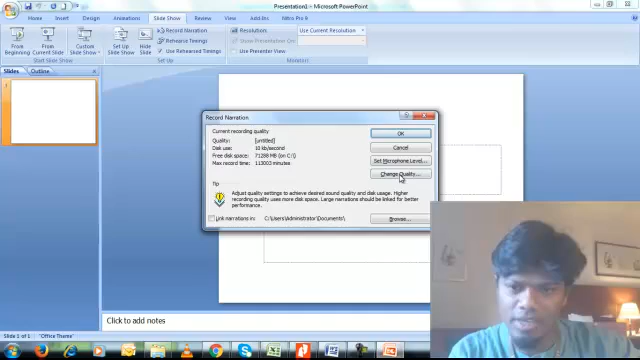 Presentation1 - Microsoft PowerPoint
Home Insert Design Animations Slide Show Review View Add-Ins Nitro Pro 9
From Beginning
From Current Slide
Custom Slide Show
Start Slide Show
Set Up Slide Show
Hide Slide
Record Narration
Rehearse Timings
Use Rehearsed Timings
Set Up
Resolution: Use Current Resolution
Show Presentation On:
Use Presenter View
Monitors
Slides Outline
1
Record Narration
Current recording quality
Quality: [untitled]
Disk use: 10 kb/second
Free disk space: 71288 MB (on C:\)
Max record time: 113003 minutes
OK
Cancel
Set Microphone Level...
Change Quality...
Tip
Adjust quality settings to achieve desired sound quality and disk usage. Higher
recording quality uses more disk space. Large narrations should be linked for better
performance.
Link narrations in: C:\Users\Administrator\Documents\
Browse...
Click to add notes
Slide 1 of 1 "Office Theme"